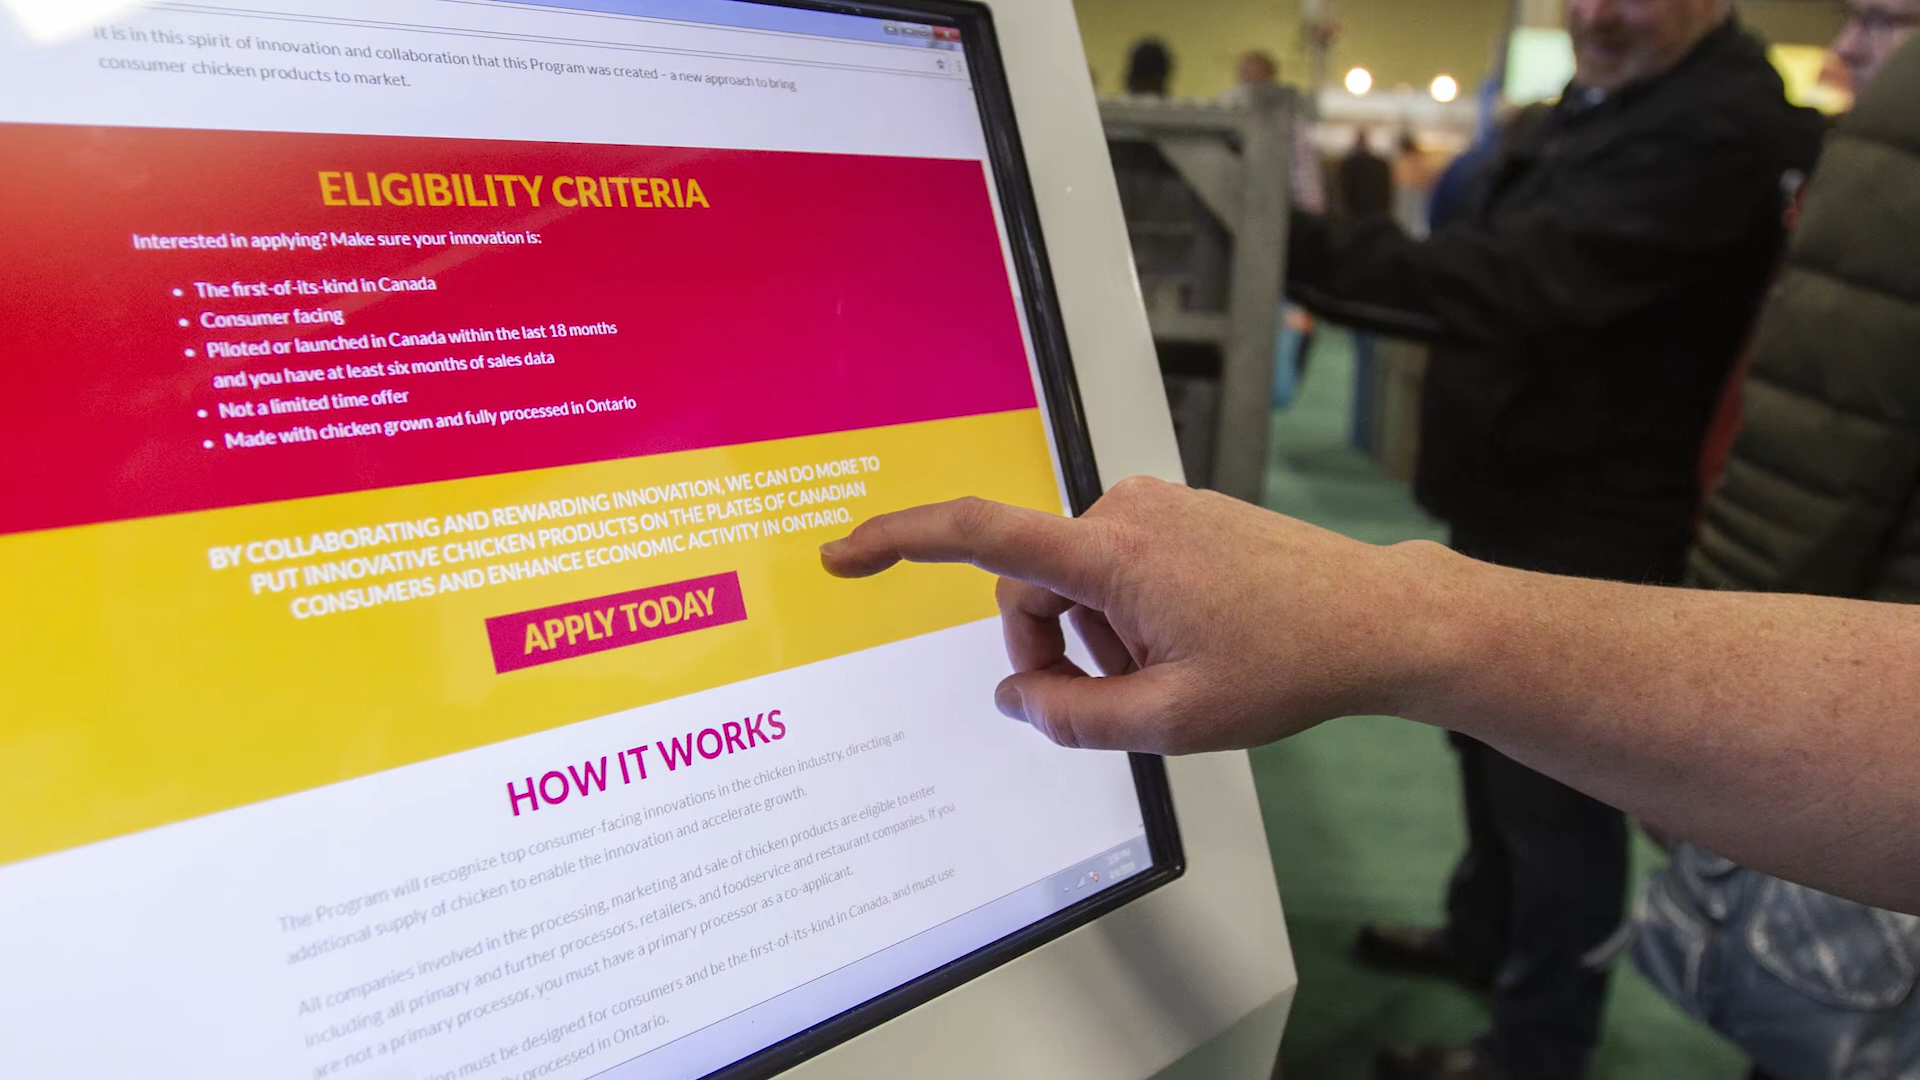 It is in this spirit of innovation and collaboration that this Program was created – a new approach to bring
consumer chicken products to market.
ELIGIBILITY CRITERIA
Interested in applying? Make sure your innovation is:
• The first-of-its-kind in Canada
• Consumer facing
• Piloted or launched in Canada within the last 18 months
and you have at least six months of sales data
• Not a limited time offer
• Made with chicken grown and fully processed in Ontario
BY COLLABORATING AND REWARDING INNOVATION, WE CAN DO MORE TO
PUT INNOVATIVE CHICKEN PRODUCTS ON THE PLATES OF CANADIAN
CONSUMERS AND ENHANCE ECONOMIC ACTIVITY IN ONTARIO.
APPLY TODAY
HOW IT WORKS
The Program will recognize top consumer-facing innovations in the chicken industry, directing an
additional supply of chicken to enable the innovation and accelerate growth.
All companies involved in the processing, marketing and sale of chicken products are eligible to enter
including all primary and further processors, retailers, and foodservice and restaurant companies. If you
are not a primary processor, you must have a primary processor as a co-applicant.
must be designed for consumers and be the first-of-its-kind in Canada, and must use
processed in Ontario.